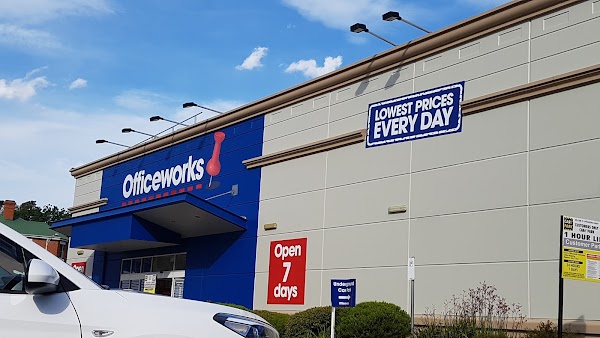 Officeworks
LOWEST PRICES
EVERY DAY
Open
7
days
1 HOUR